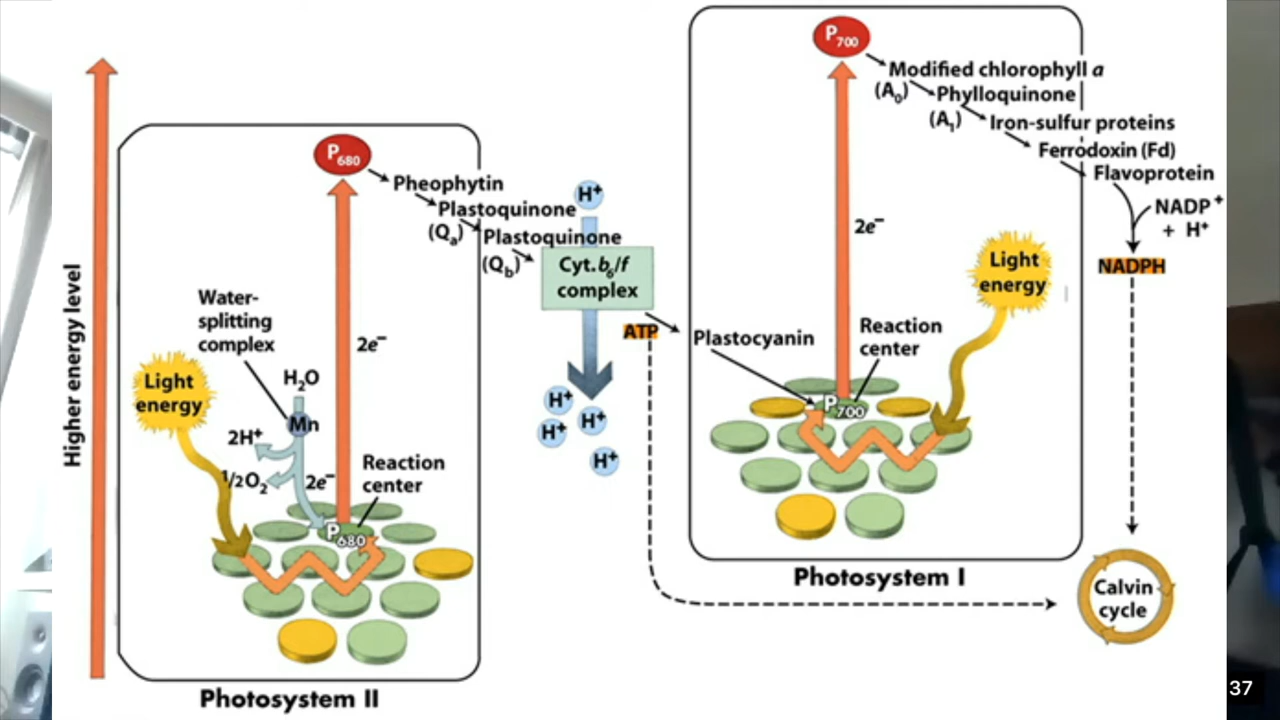 Higher energy level
P680
Pheophytin
Plastoquinone
(Qa)
Plastoquinone
(Qb)
H+
Cyt. b6/f
complex
ATP
H+
H+
H+
H+
Water-
splitting
complex
H2O
Mn
2H+
1/2O2
2e−
2e−
Light
energy
Reaction
center
P680
Photosystem II
P700
Modified chlorophyll a
(A0)
Phylloquinone
(A1)
Iron-sulfur proteins
Ferrodoxin (Fd)
Flavoprotein
NADP+
+ H+
NADPH
2e−
Light
energy
Plastocyanin
Reaction
center
P700
Photosystem I
Calvin
cycle
37